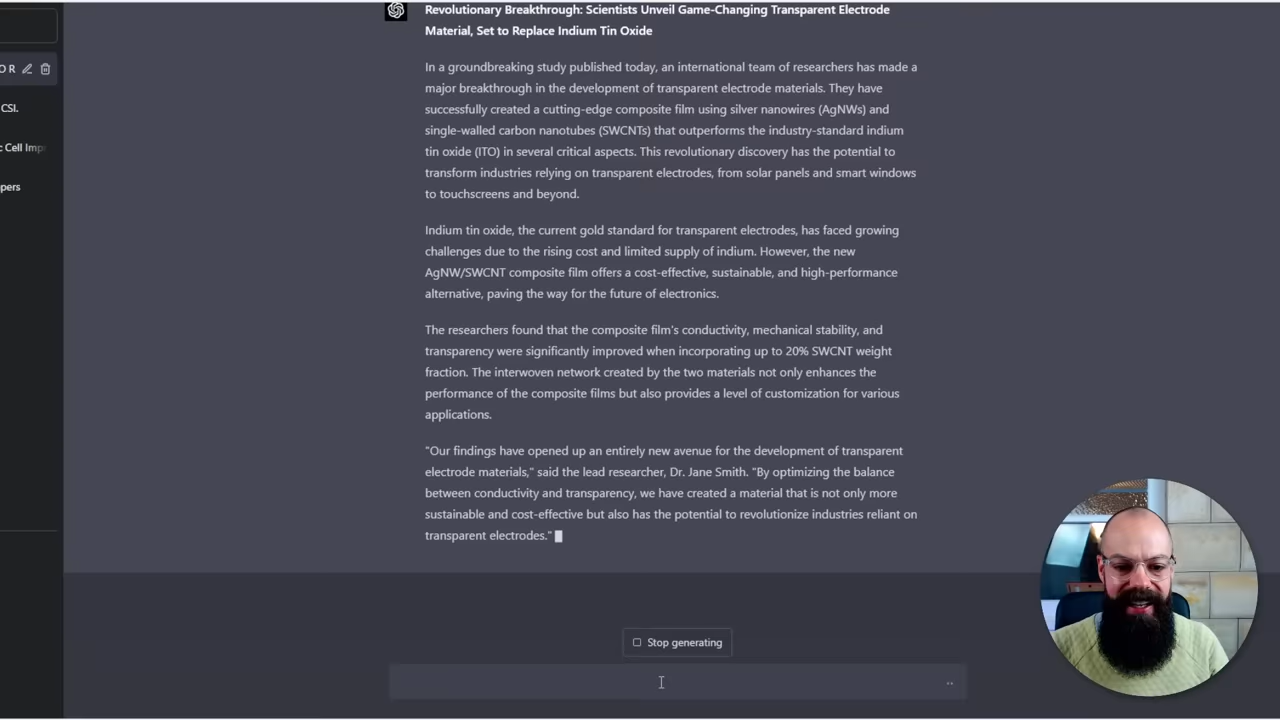 Revolutionary Breakthrough: Scientists Unveil Game-Changing Transparent Electrode
Material, Set to Replace Indium Tin Oxide
O R
In a groundbreaking study published today, an international team of researchers has made a
major breakthrough in the development of transparent electrode materials. They have
CSI.
successfully created a cutting-edge composite film using silver nanowires (AgNWs) and
single-walled carbon nanotubes (SWCNTs) that outperforms the industry-standard indium
c Cell Imp
tin oxide (ITO) in several critical aspects. This revolutionary discovery has the potential to
transform industries relying on transparent electrodes, from solar panels and smart windows
pers
to touchscreens and beyond.
Indium tin oxide, the current gold standard for transparent electrodes, has faced growing
challenges due to the rising cost and limited supply of indium. However, the new
AgNW/SWCNT composite film offers a cost-effective, sustainable, and high-performance
alternative, paving the way for the future of electronics.
The researchers found that the composite film's conductivity, mechanical stability, and
transparency were significantly improved when incorporating up to 20% SWCNT weight
fraction. The interwoven network created by the two materials not only enhances the
performance of the composite films but also provides a level of customization for various
applications.
"Our findings have opened up an entirely new avenue for the development of transparent
electrode materials," said the lead researcher, Dr. Jane Smith. "By optimizing the balance
between conductivity and transparency, we have created a material that is not only more
sustainable and cost-effective but also has the potential to revolutionize industries reliant on
transparent electrodes."
Stop generating